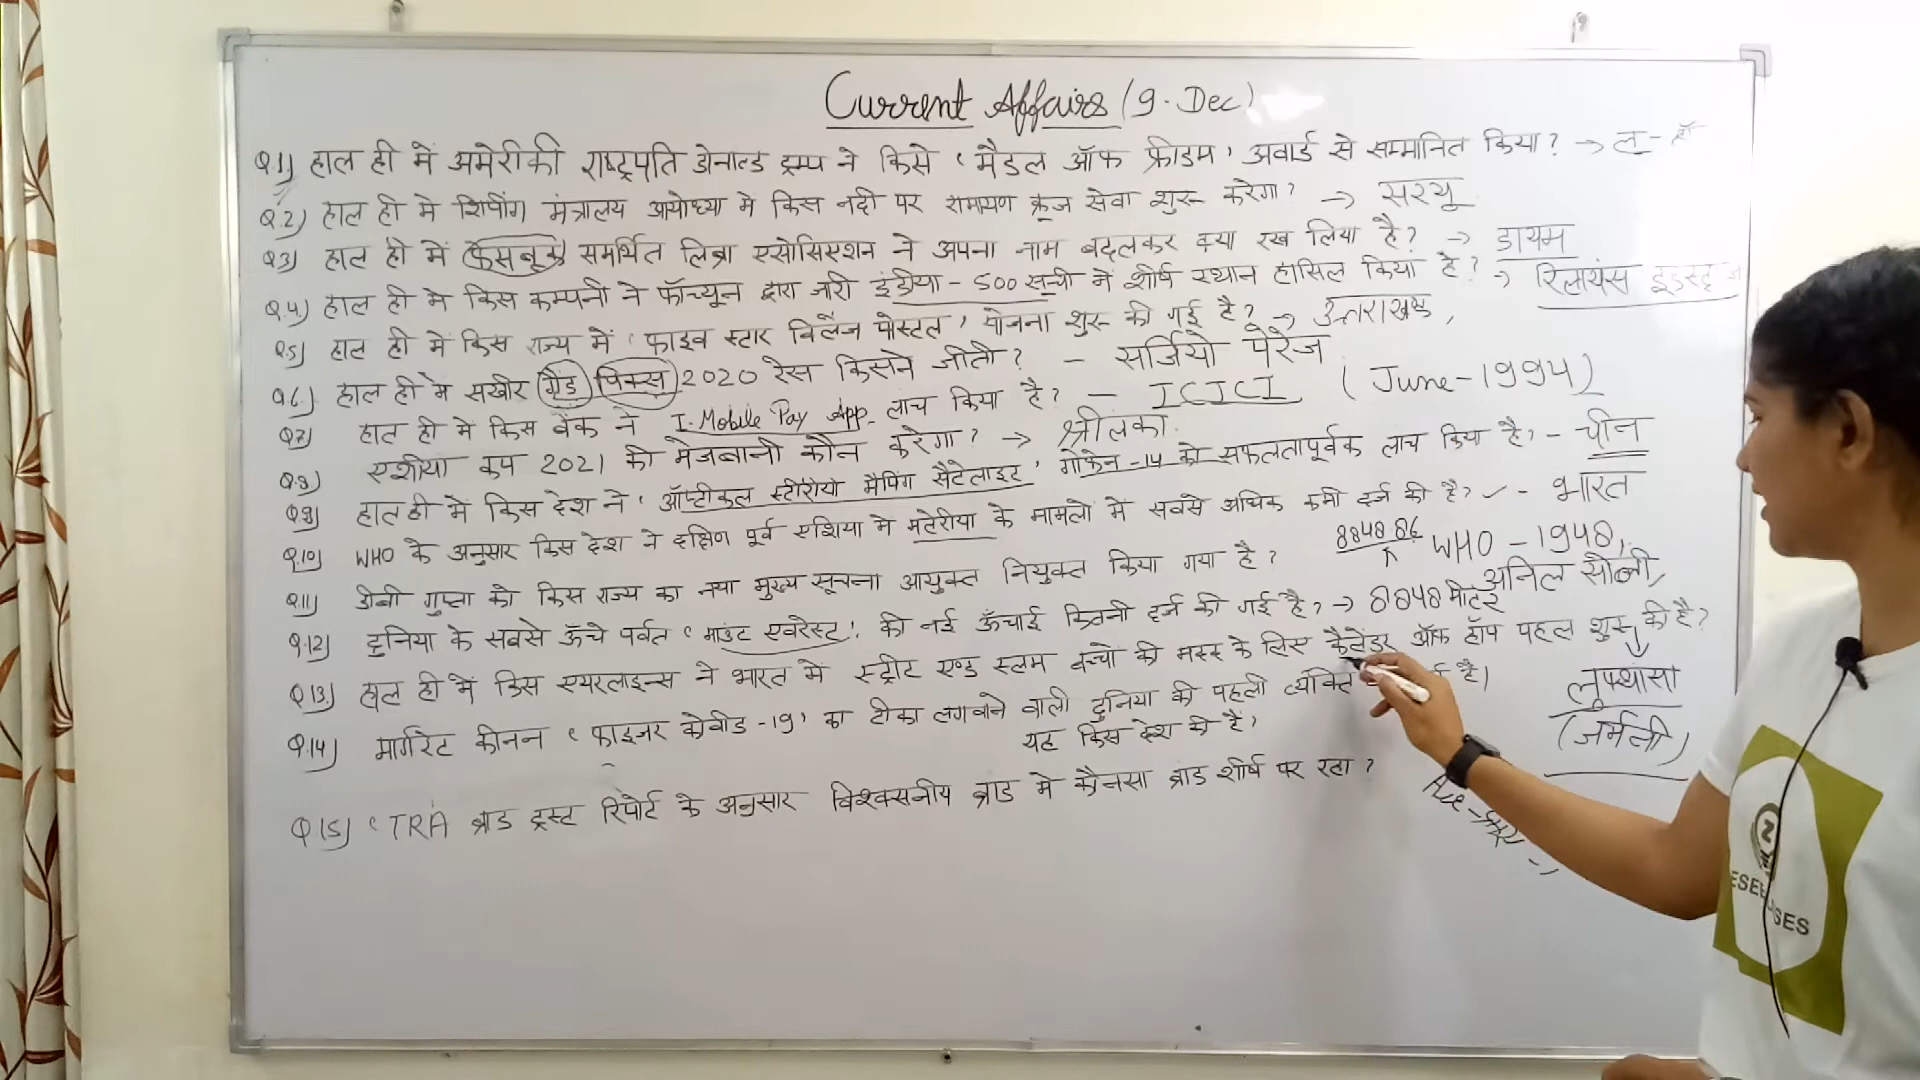 Current Affairs (9. Dec)
Q.1) हाल ही में अमेरीकी राष्ट्रपति डोनाल्ड ट्रम्प ने किसे 'मैडल ऑफ फ्रीडम' अवार्ड से सम्मानित किया? →
Q.2) हाल ही मे शिपींग मंत्रालय आयोध्या मे किस नदी पर रामायण क्रूज सेवा शुरु करेगा? → सरयू
Q.3) हाल ही में फेसबूक समर्थित लिब्रा एसोसिएशन ने अपना नाम बदलकर क्या रख लिया है? → डायम
Q.4.) हाल ही मे किस कम्पनी ने फॉर्च्यून द्वारा जारी इंडीया - 500 सूची में शीर्ष स्थान हासिल किया है? → रिलायंस
Q.5) हाल ही में किस राज्य में 'फाइव स्टार विलैज पोस्टल' योजना शुरु की गई है? → उत्तराखण्ड,
Q.6.) हाल ही मे सखीर ग्रैंड प्रिक्स 2020 रेस किसने जीती? - सर्जियो पेरेज
Q.7) हाल ही मे किस बैंक ने I-Mobile Pay App लांच किया है? - ICICI (June-1994)
Q.8) एशीया कप 2021 की मेजबानी कौन करेगा? → श्रीलंका.
Q.9) हाल ही में किस देश ने 'ऑप्टीकल स्टीरीयो मैपिंग सैटेलाइट' गोफेन-14 को सफलतापूर्वक लांच किया है? - चीन
Q.10) WHO के अनुसार किस देश ने दक्षिण पूर्व एशिया मे मलेरीया के मामलो में सबसे अधिक कमी दर्ज की है? - भारत
8848.86 WHO - 1948,
Q.11) डीबी गुप्ता को किस राज्य का नया मुख्य सूचना आयुक्त नियुक्त किया गया है?
अनिल सोनी,
Q.12) दुनिया के सबसे ऊँचे पर्वत 'माउंट एवरेस्ट' की नई ऊँचाई कितनी दर्ज की गई है? → 8848 मीटर
Q.13.) हाल ही में किस एयरलाइन्स ने भारत में स्ट्रीट एण्ड स्लम बच्चो की मदद के लिए कैलेंडर ऑफ हॉप पहल शुरु की है?
लुफ्थांसा
(जर्मनी)
Q.14) मार्गरेट कीनन 'फाइजर कोवीड-19' का टीका लगवाने वाली दुनिया की पहली व्यक्ति है।
यह किस देश की है?
Q.15) 'TRA ब्रांड ट्रस्ट रिपोर्ट के अनुसार विश्वसनीय ब्रांड मे कौनसा ब्रांड शीर्ष पर रहा?